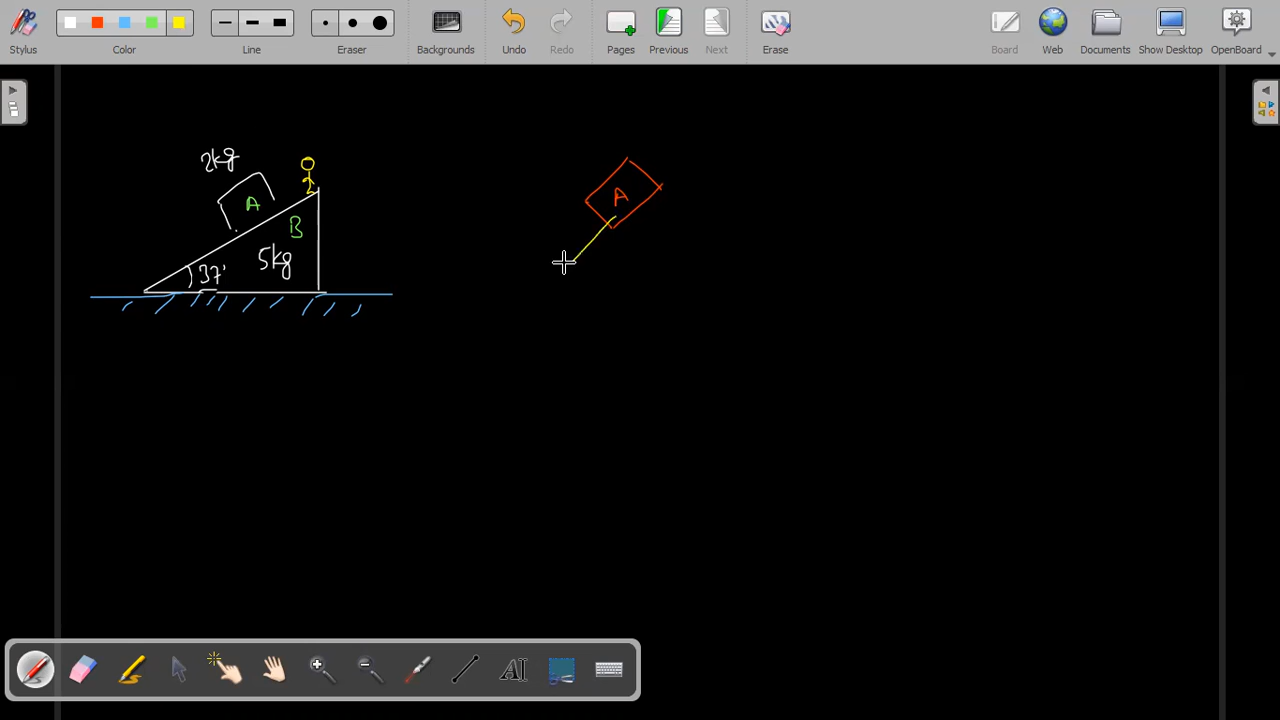 Stylus
Color
Line
Eraser
Backgrounds
Undo
Redo
Pages
Previous
Next
Erase
Board
Web
Documents
Show Desktop
OpenBoard
2kg
A
B
5kg
37°
A
AI